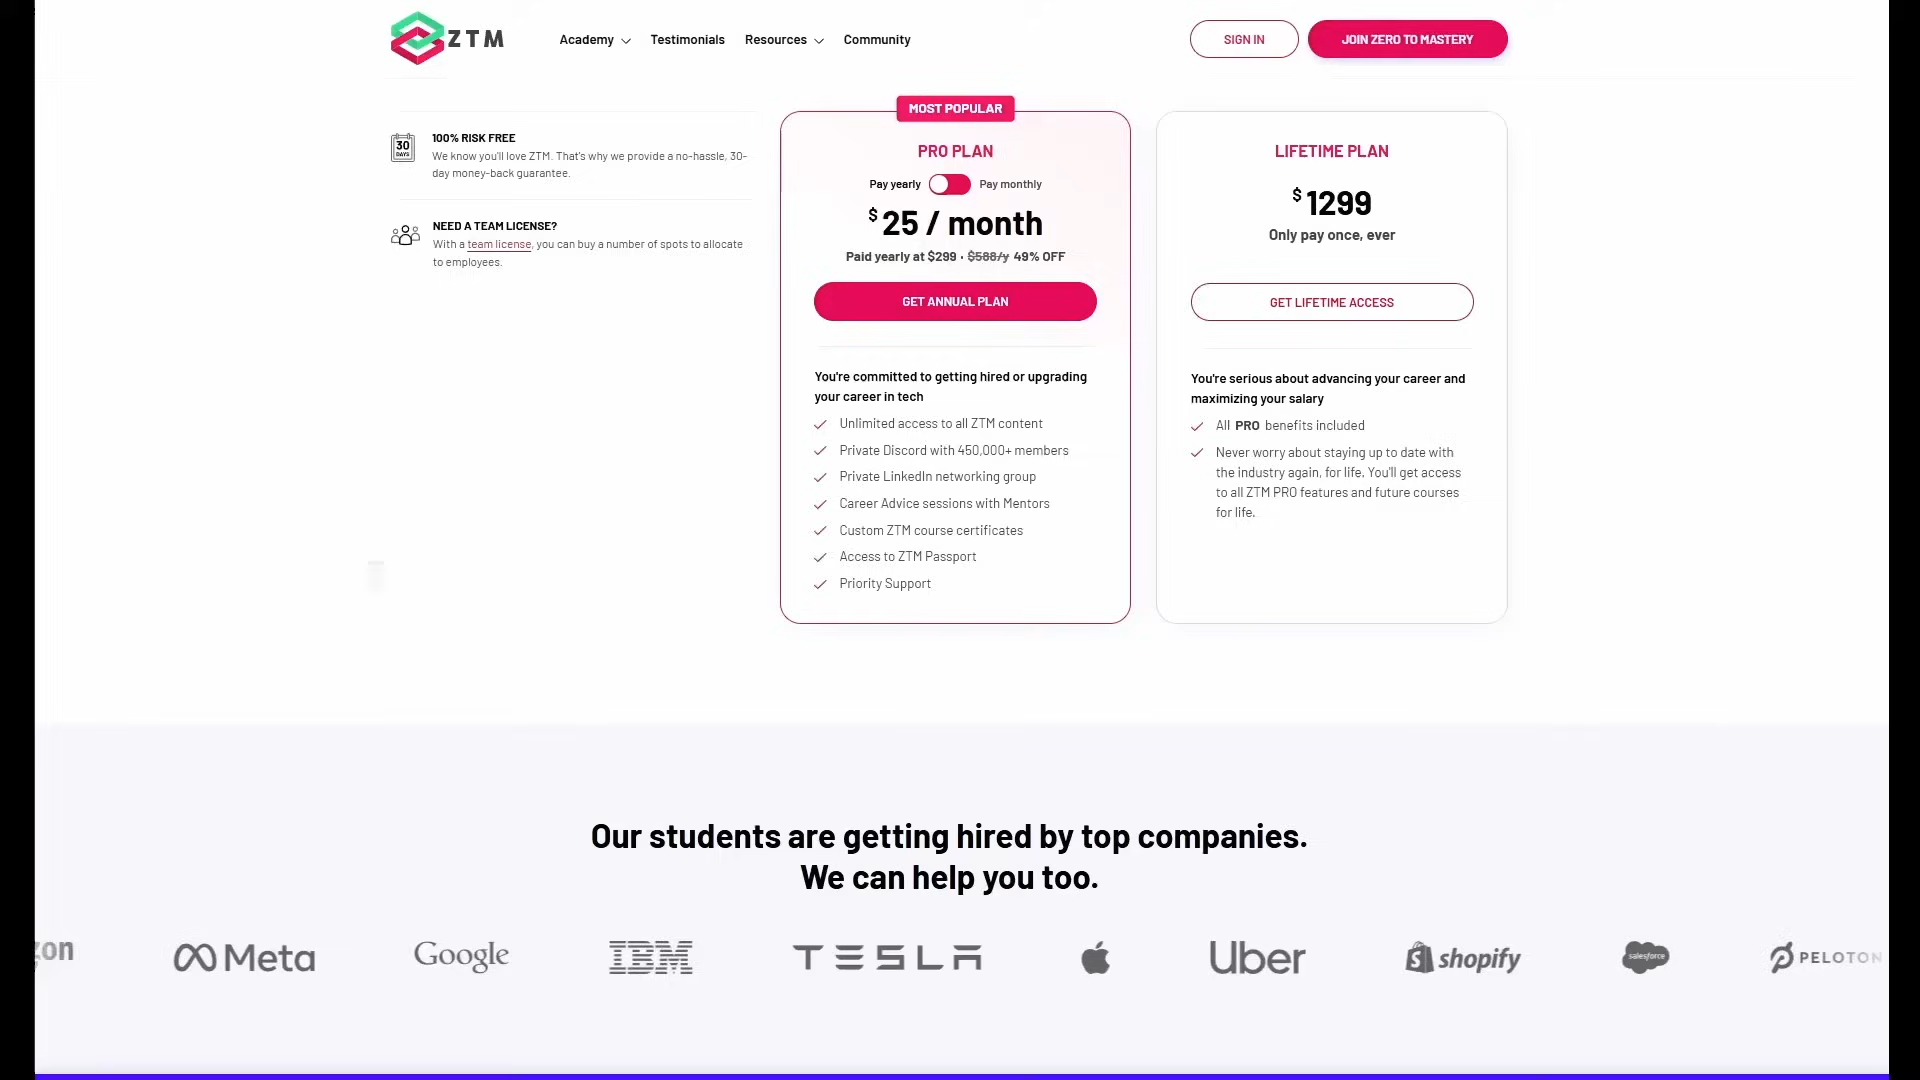 ZTM
Academy
Testimonials
Resources
Community
SIGN IN
JOIN ZERO TO MASTERY
30
DAYS
100% RISK FREE
We know you'll love ZTM. That's why we provide a no-hassle, 30-
day money-back guarantee.
NEED A TEAM LICENSE?
With a team license, you can buy a number of spots to allocate
to employees.
MOST POPULAR
PRO PLAN
Pay yearly
Pay monthly
$25 / month
Paid yearly at $299 · $588/y 49% OFF
GET ANNUAL PLAN
You're committed to getting hired or upgrading
your career in tech
Unlimited access to all ZTM content
Private Discord with 450,000+ members
Private LinkedIn networking group
Career Advice sessions with Mentors
Custom ZTM course certificates
Access to ZTM Passport
Priority Support
LIFETIME PLAN
$1299
Only pay once, ever
GET LIFETIME ACCESS
You're serious about advancing your career and
maximizing your salary
All PRO benefits included
Never worry about staying up to date with
the industry again, for life. You'll get access
to all ZTM PRO features and future courses
for life.
Our students are getting hired by top companies.
We can help you too.
zon
Meta
Google
IBM
TESLA
Uber
shopify
salesforce
PELOTON